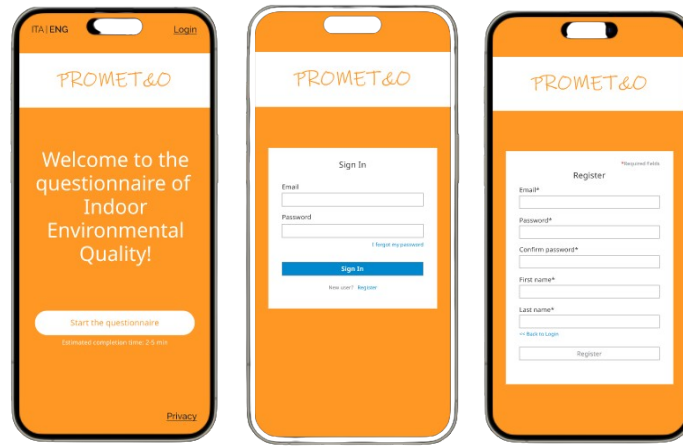 ITA|ENG
Login
PROMET&O
Welcome to the
questionnaire of
Indoor
Environmental
Quality!
Start the questionnaire
Estimated completion time: 2-5 min
Privacy
PROMET&O
Sign In
Email
Password
I forgot my password
Sign In
New user? Register
PROMET&O
*Required fields
Register
Email*
Password*
Confirm password*
First name*
Last name*
<< Back to Login
Register